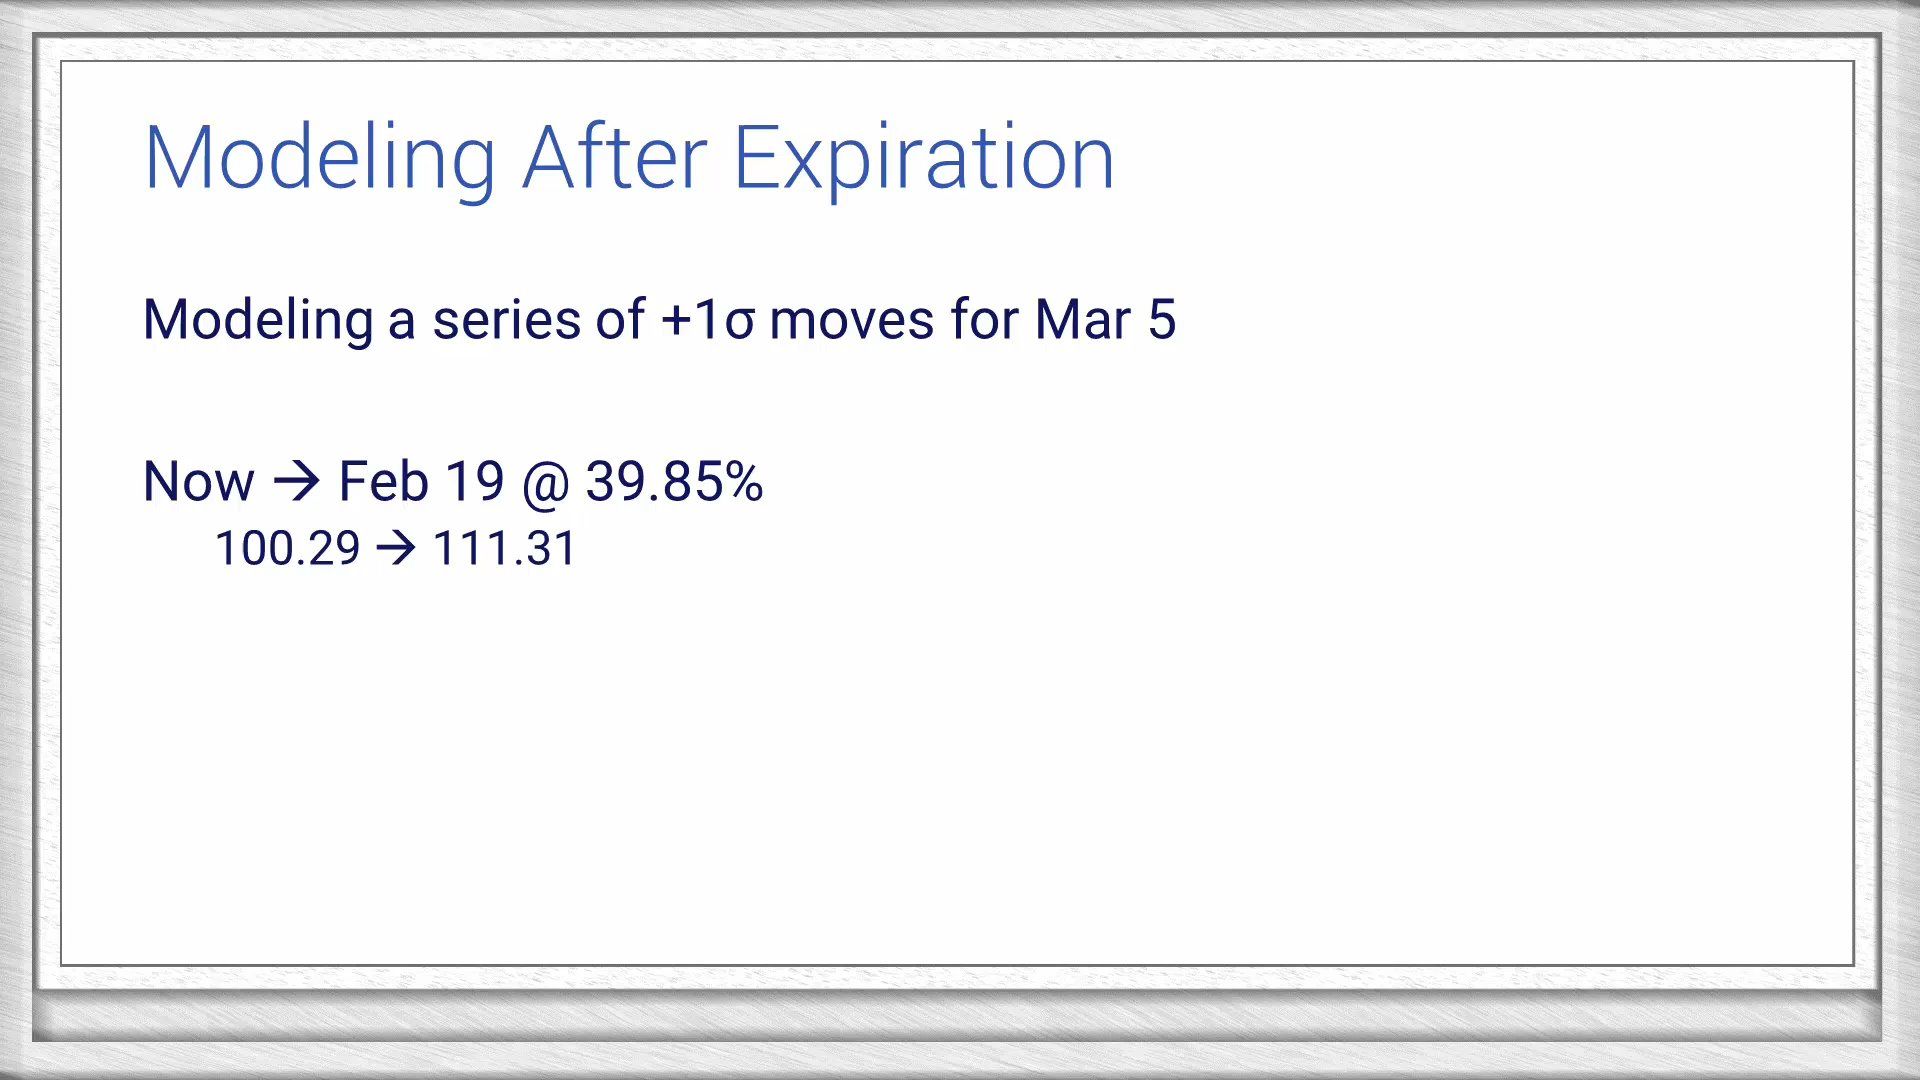 Modeling After Expiration
Modeling a series of +1σ moves for Mar 5
Now → Feb 19 @ 39.85%
100.29 → 111.31